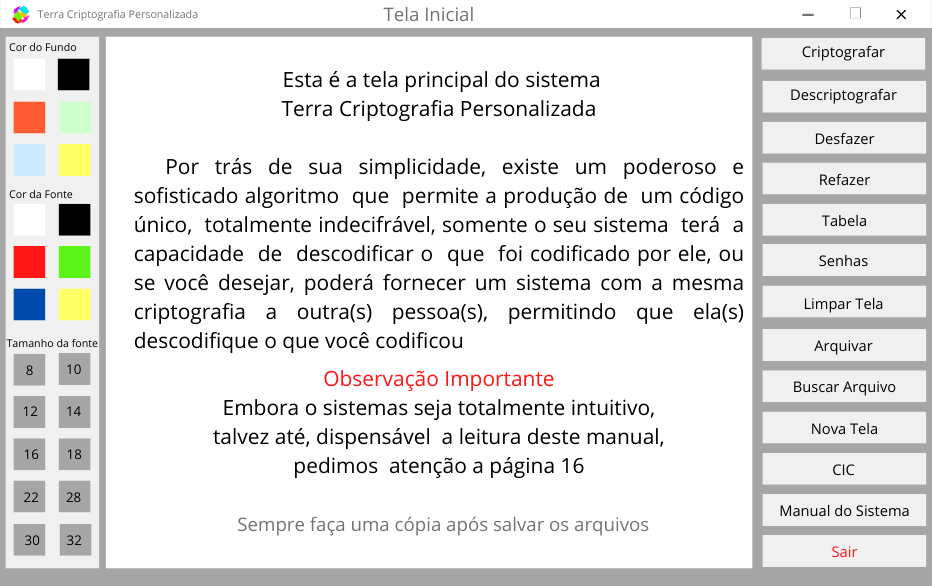 Terra Criptografia Personalizada
Tela Inicial
Cor do Fundo
Cor da Fonte
Tamanho da fonte
8 10
12 14
16 18
22 28
30 32
Esta é a tela principal do sistema
Terra Criptografia Personalizada
Por trás de sua simplicidade, existe um poderoso e
sofisticado algoritmo que permite a produção de um código
único, totalmente indecifrável, somente o seu sistema terá a
capacidade de descodificar o que foi codificado por ele, ou
se você desejar, poderá fornecer um sistema com a mesma
criptografia a outra(s) pessoa(s), permitindo que ela(s)
descodifique o que você codificou
Observação Importante
Embora o sistemas seja totalmente intuitivo,
talvez até, dispensável a leitura deste manual,
pedimos atenção a página 16
Sempre faça uma cópia após salvar os arquivos
Criptografar
Descriptografar
Desfazer
Refazer
Tabela
Senhas
Limpar Tela
Arquivar
Buscar Arquivo
Nova Tela
CIC
Manual do Sistema
Sair